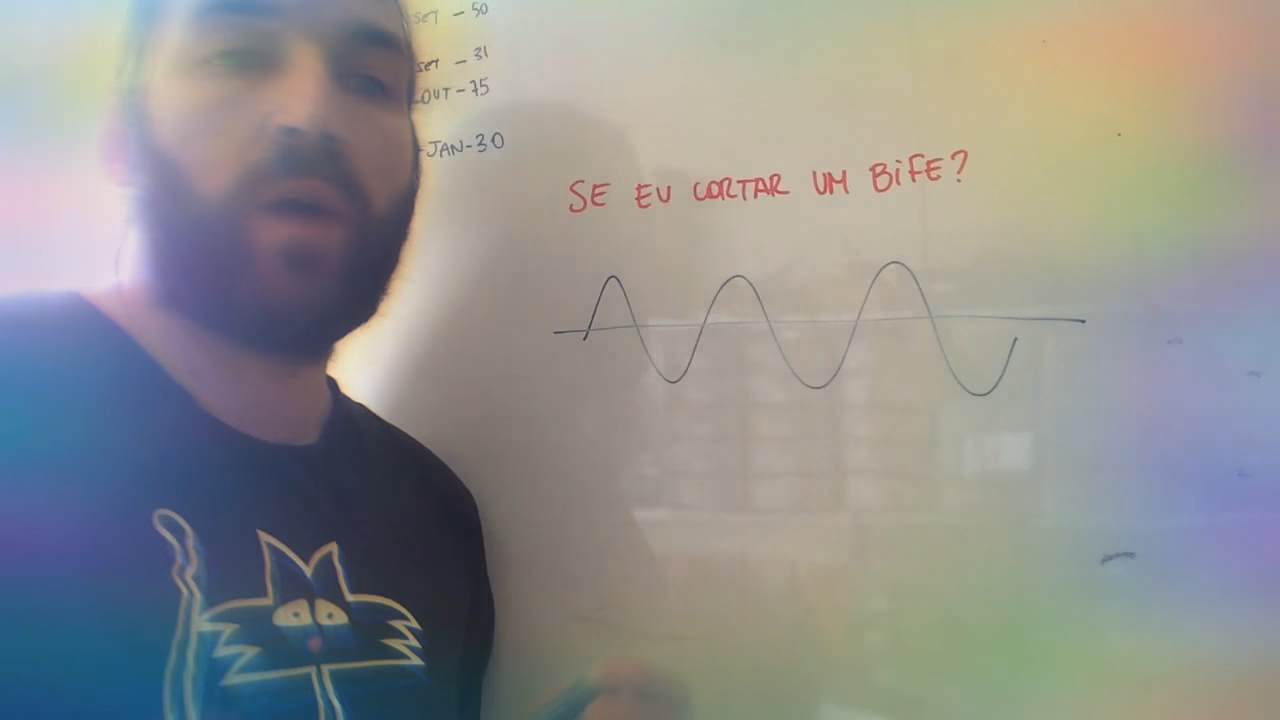 SET - 50
SET - 31
OUT - 75
JAN-30
SE EU CORTAR UM BiFE?